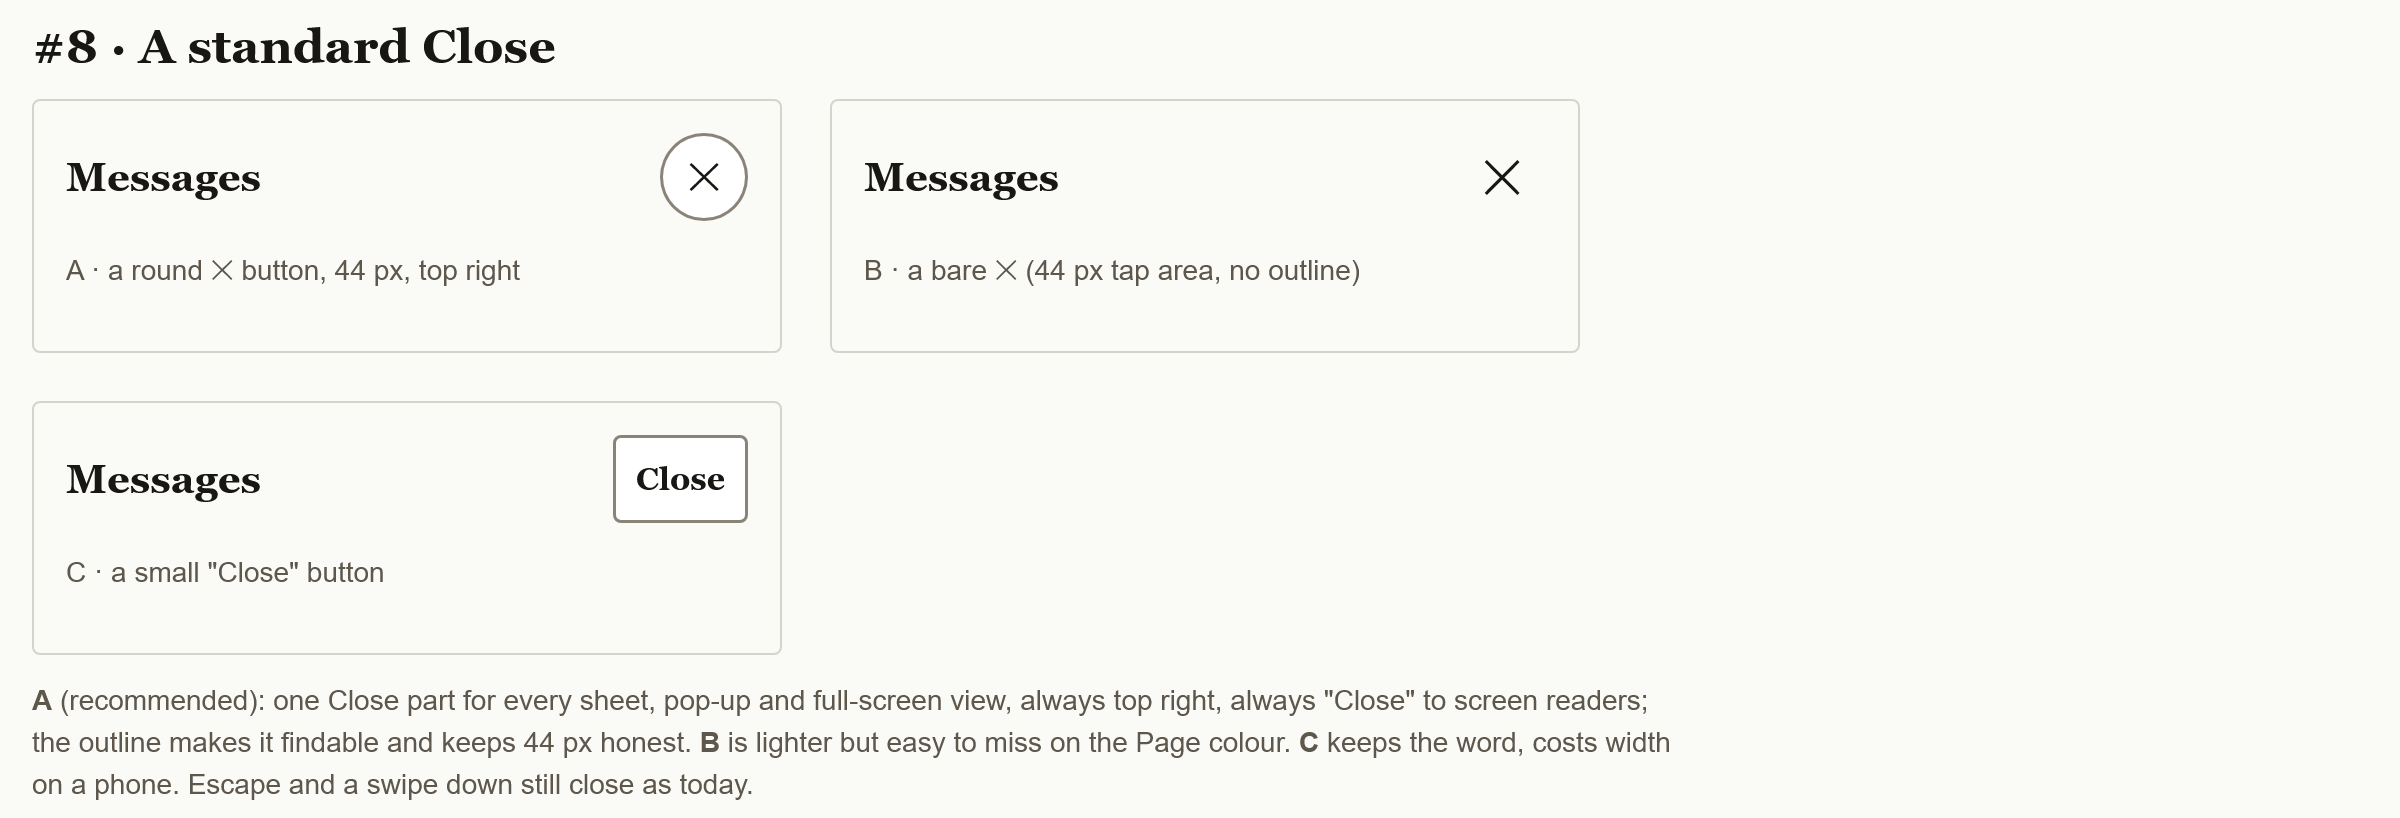 #8 · A standard Close
Messages
A · a round ✕ button, 44 px, top right
Messages
B · a bare ✕ (44 px tap area, no outline)
Messages
Close
C · a small "Close" button
A (recommended): one Close part for every sheet, pop-up and full-screen view, always top right, always "Close" to screen readers;
the outline makes it findable and keeps 44 px honest. B is lighter but easy to miss on the Page colour. C keeps the word, costs width
on a phone. Escape and a swipe down still close as today.